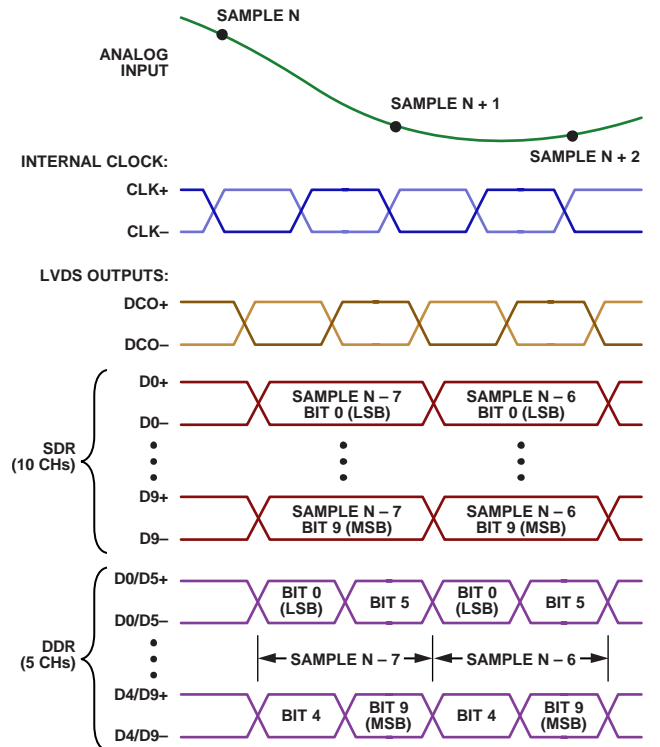 SAMPLE N
ANALOG
INPUT
SAMPLE N + 1
SAMPLE N + 2
INTERNAL CLOCK:
CLK+
CLK–
LVDS OUTPUTS:
DCO+
DCO–
SDR
(10 CHs)
D0+
D0–
SAMPLE N – 7
BIT 0 (LSB)
SAMPLE N – 6
BIT 0 (LSB)
D9+
D9–
SAMPLE N – 7
BIT 9 (MSB)
SAMPLE N – 6
BIT 9 (MSB)
DDR
(5 CHs)
D0/D5+
D0/D5–
BIT 0
(LSB)
BIT 5
BIT 0
(LSB)
BIT 5
SAMPLE N – 7
SAMPLE N – 6
D4/D9+
D4/D9–
BIT 4
BIT 9
(MSB)
BIT 4
BIT 9
(MSB)